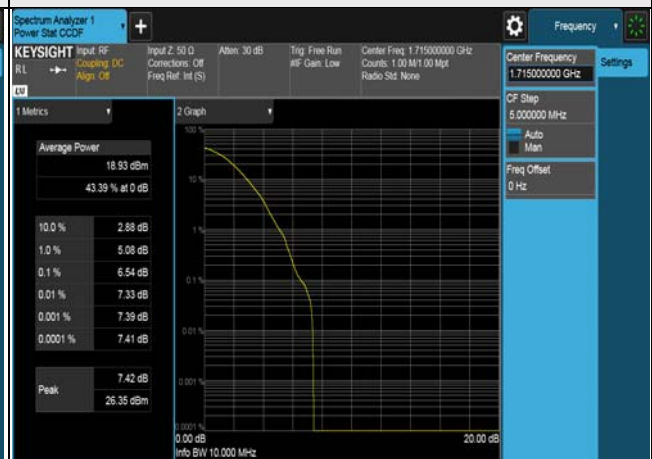 Spectrum Analyzer 1
Power Stat CCDF
+
Frequency
KEYSIGHT
RL
Input: RF
Coupling: DC
Align: Off
Input Z: 50 Ω
Corrections: Off
Freq Ref: Int (S)
Atten: 30 dB
Trig: Free Run
#IF Gain: Low
Center Freq: 1.715000000 GHz
Counts: 1.00 M/1.00 Mpt
Radio Std: None
LW
Center Frequency
1.715000000 GHz
Settings
CF Step
5.000000 MHz
Auto
Man
Freq Offset
0 Hz
1 Metrics
2 Graph
Average Power
18.93 dBm
43.39 % at 0 dB
10.0 % 2.88 dB
1.0 % 5.08 dB
0.1 % 6.54 dB
0.01 % 7.33 dB
0.001 % 7.39 dB
0.0001 % 7.41 dB
Peak
7.42 dB
26.35 dBm
100 %
10 %
1 %
0.1 %
0.01 %
0.001 %
0.0001 %
0.00 dB
20.00 dB
Info BW 10.000 MHz